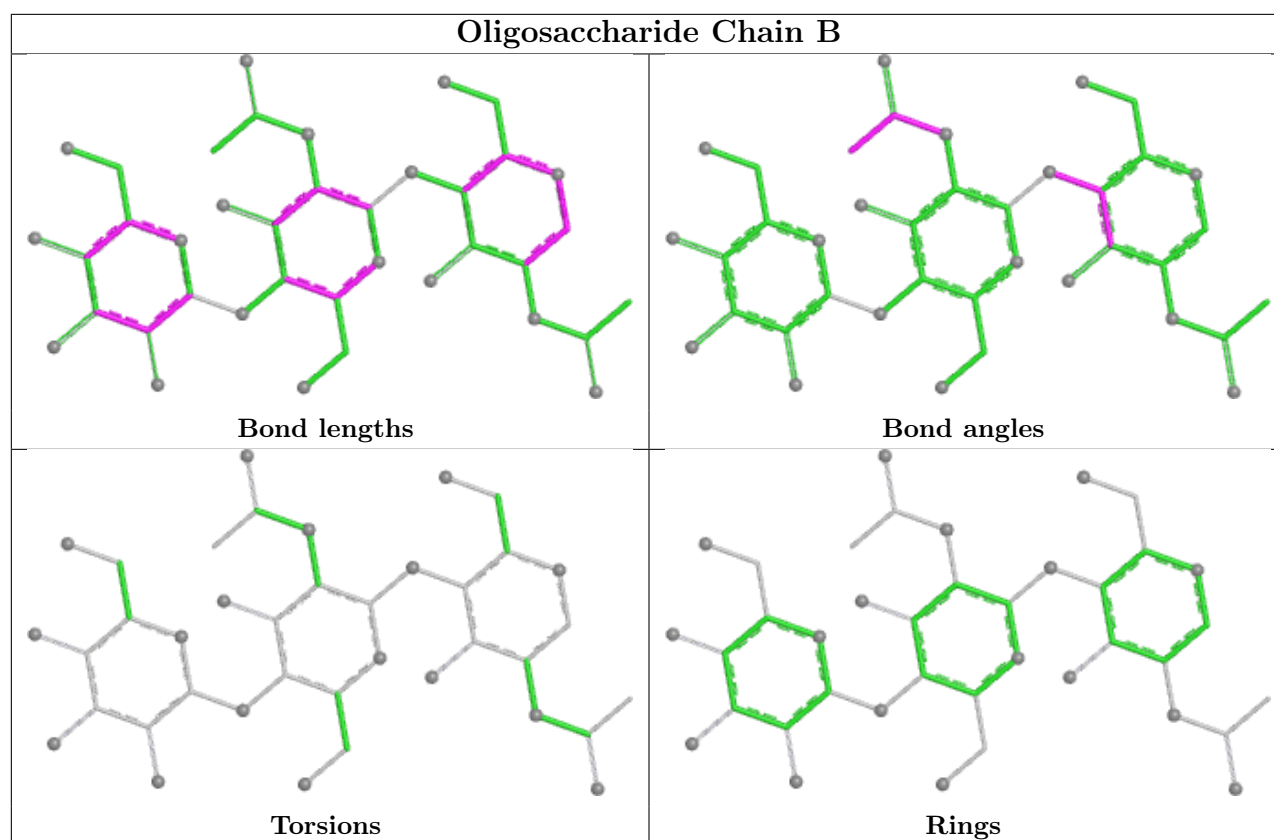 Oligosaccharide Chain B
Bond lengths
Bond angles
Torsions
Rings